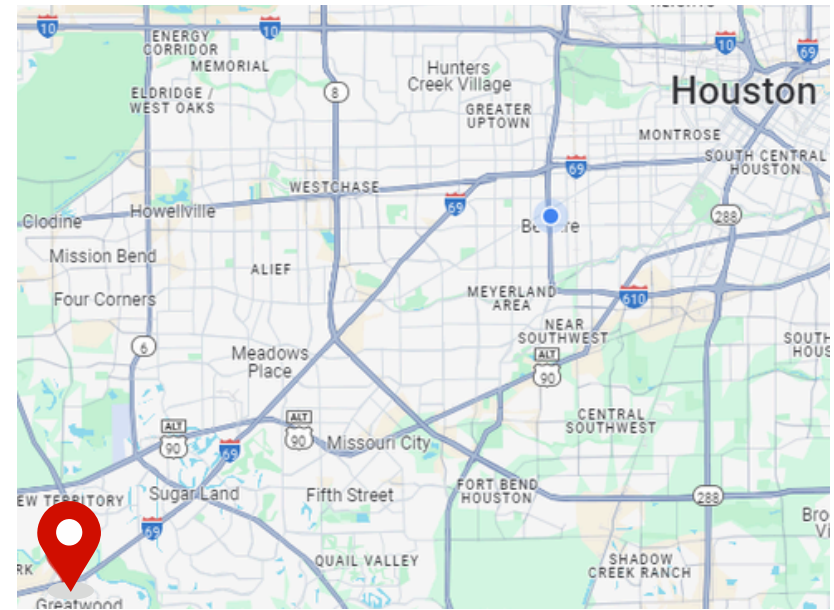 10
ENERGY
CORRIDOR
10
MEMORIAL
10
69
Hunters
Creek Village
ELDRIDGE /
WEST OAKS
8
GREATER
UPTOWN
Houston
MONTROSE
SOUTH CENTRAL
HOUSTON
69
WESTCHASE
69
Clodine
Howellville
288
Mission Bend
ALIEF
Four Corners
MEYERLAND
AREA
610
NEAR
SOUTHWEST
6
Meadows
Place
ALT
90
CENTRAL
SOUTHWEST
ALT
90
ALT
90
69
Missouri City
EW TERRITORY
Sugar Land
Fifth Street
FORT BEND
HOUSTON
288
69
QUAIL VALLEY
SHADOW
CREEK RANCH
RK
Greatwood